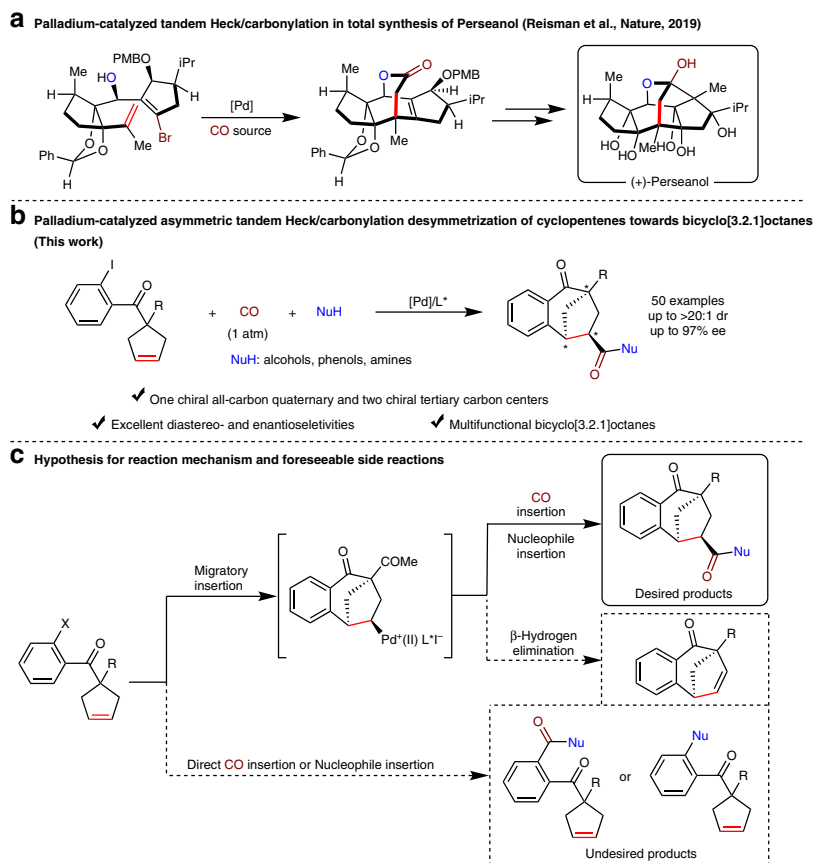 a Palladium-catalyzed tandem Heck/carbonylation in total synthesis of Perseanol (Reisman et al., Nature, 2019)
Me
H
HO
PMBO
iPr
H
Br
O
O
Me
Ph
H
[Pd]
CO source
Me
H
O
O
OPMB
H
iPr
H
Me
O
O
Ph
H
Me
H
O
OH
Me
iPr
OH
HO
OH
Me
HO
OH
(+)-Perseanol
b Palladium-catalyzed asymmetric tandem Heck/carbonylation desymmetrization of cyclopentenes towards bicyclo[3.2.1]octanes
(This work)
I
O
R
+ CO + NuH
(1 atm)
NuH: alcohols, phenols, amines
[Pd]/L*
O
R
*
*
*
Nu
O
50 examples
up to >20:1 dr
up to 97% ee
✔ One chiral all-carbon quaternary and two chiral tertiary carbon centers
✔ Excellent diastereo- and enantioseletivities ✔ Multifunctional bicyclo[3.2.1]octanes
c Hypothesis for reaction mechanism and foreseeable side reactions
X
O
R
Migratory
insertion
O
COMe
Pd⁺(II) L*I⁻
CO
insertion
Nucleophile
insertion
O
R
Nu
O
Desired products
β-Hydrogen
elimination
O
R
Direct CO insertion or Nucleophile insertion
O
Nu
O
R
or
Nu
O
R
Undesired products